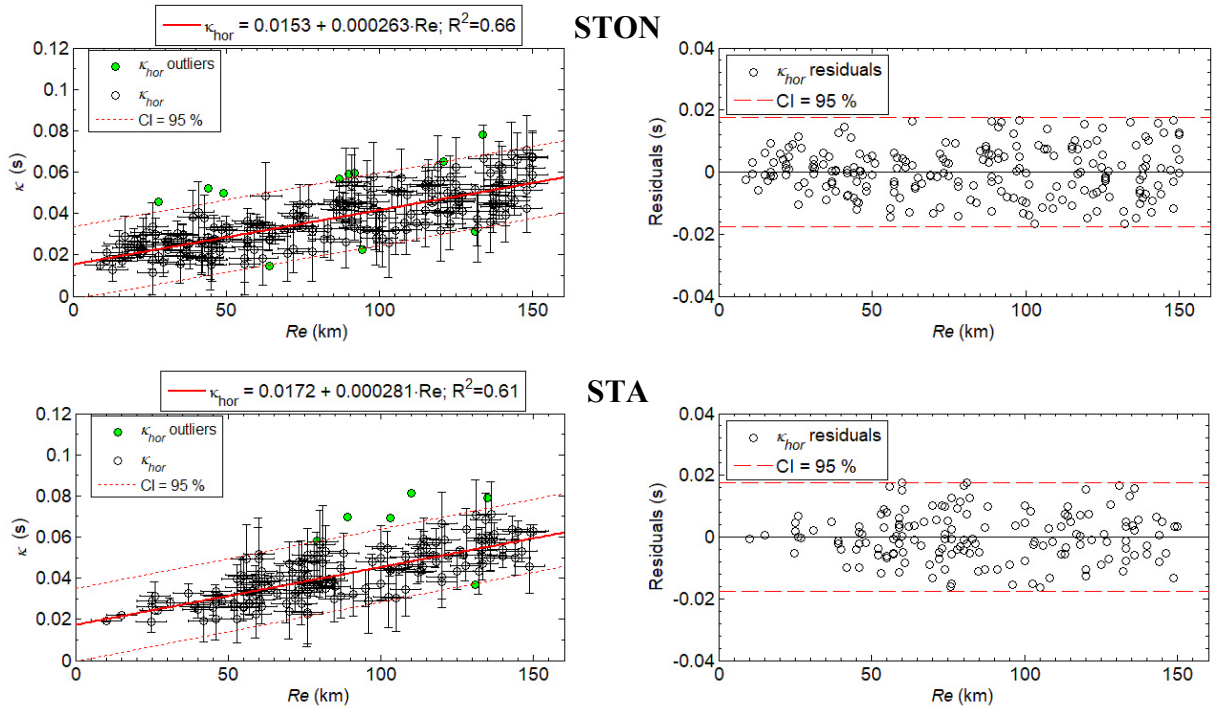 κhor = 0.0153 + 0.000263·Re; R²=0.66
STON
0.12
0.1
0.08
0.06
0.04
0.02
0
κ (s)
κhor outliers
κhor
CI = 95 %
0 50 100 150
Re (km)
0.04
0.02
0
-0.02
-0.04
Residuals (s)
κhor residuals
CI = 95 %
0 50 100 150
Re (km)
κhor = 0.0172 + 0.000281·Re; R²=0.61
STA
0.12
0.1
0.08
0.06
0.04
0.02
0
κ (s)
κhor outliers
κhor
CI = 95 %
0 50 100 150
Re (km)
0.04
0.02
0
-0.02
-0.04
Residuals (s)
κhor residuals
CI = 95 %
0 50 100 150
Re (km)